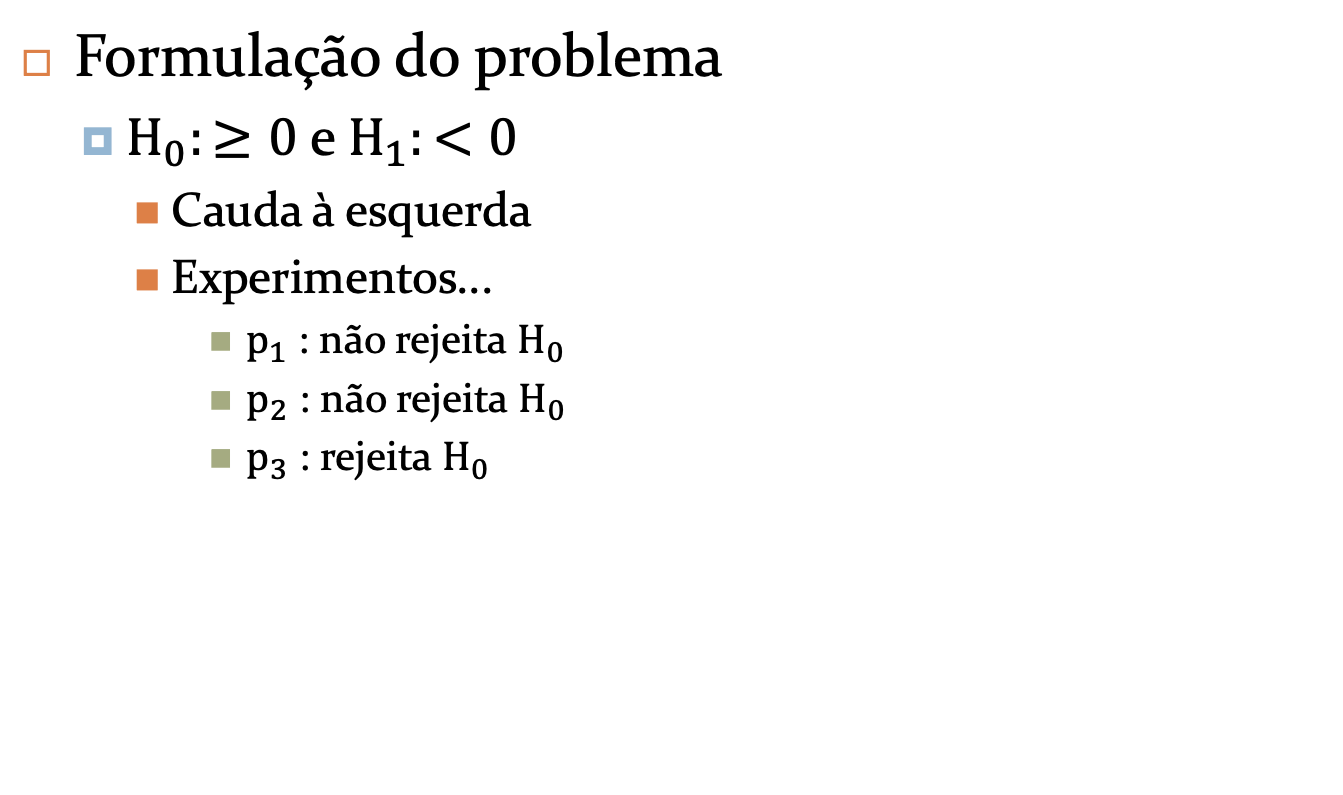 Formulação do problema
H₀: ≥ 0 e H₁: < 0
Cauda à esquerda
Experimentos...
p₁ : não rejeita H₀
p₂ : não rejeita H₀
p₃ : rejeita H₀